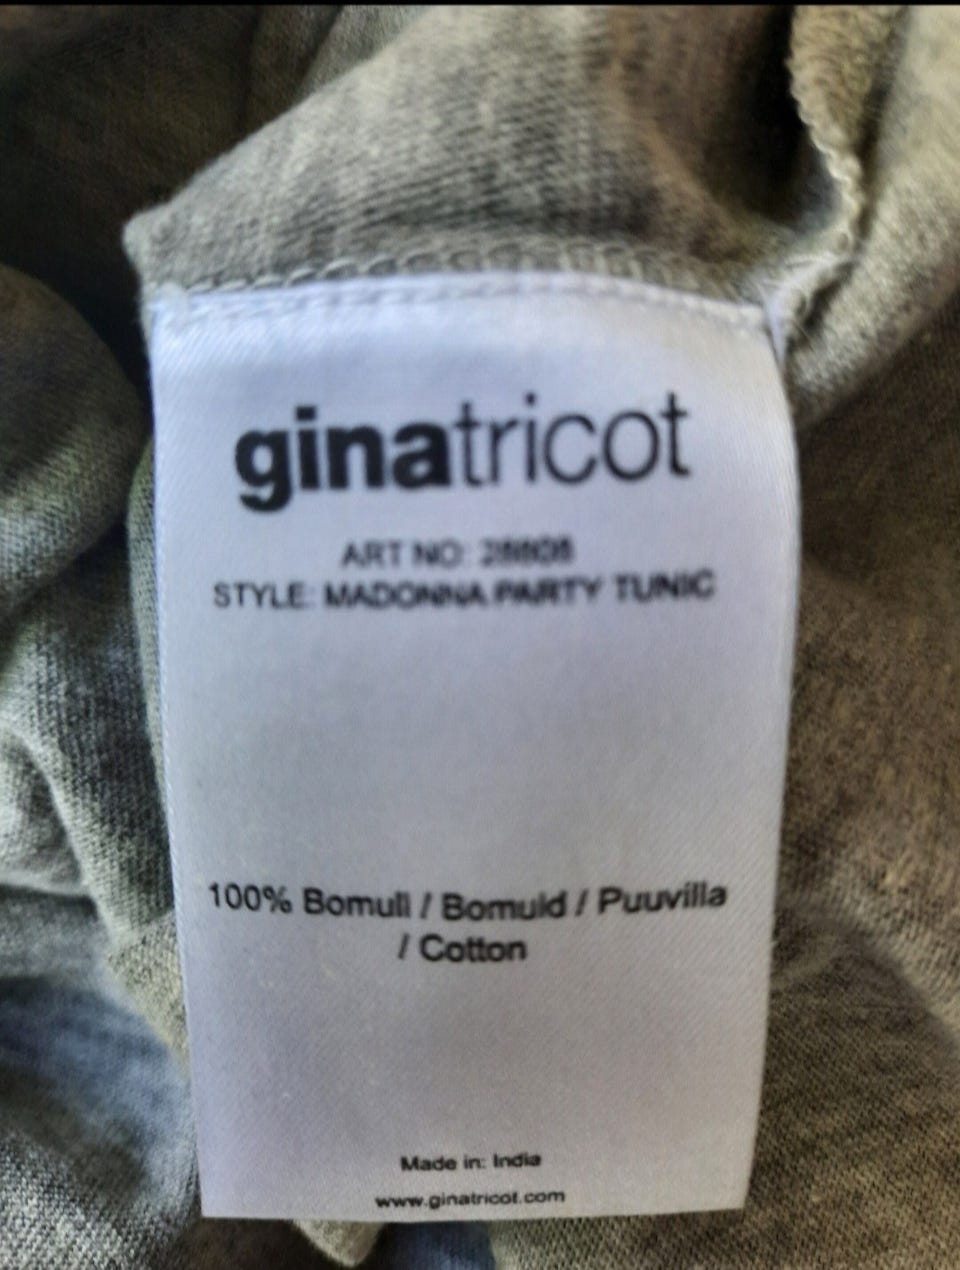 ginatricot
ART NO:
STYLE: MADONNA PARTY TUNIC
100% Bomull / Bomuld / Puuvilla
/ Cotton
Made in: India
www.ginatricot.com